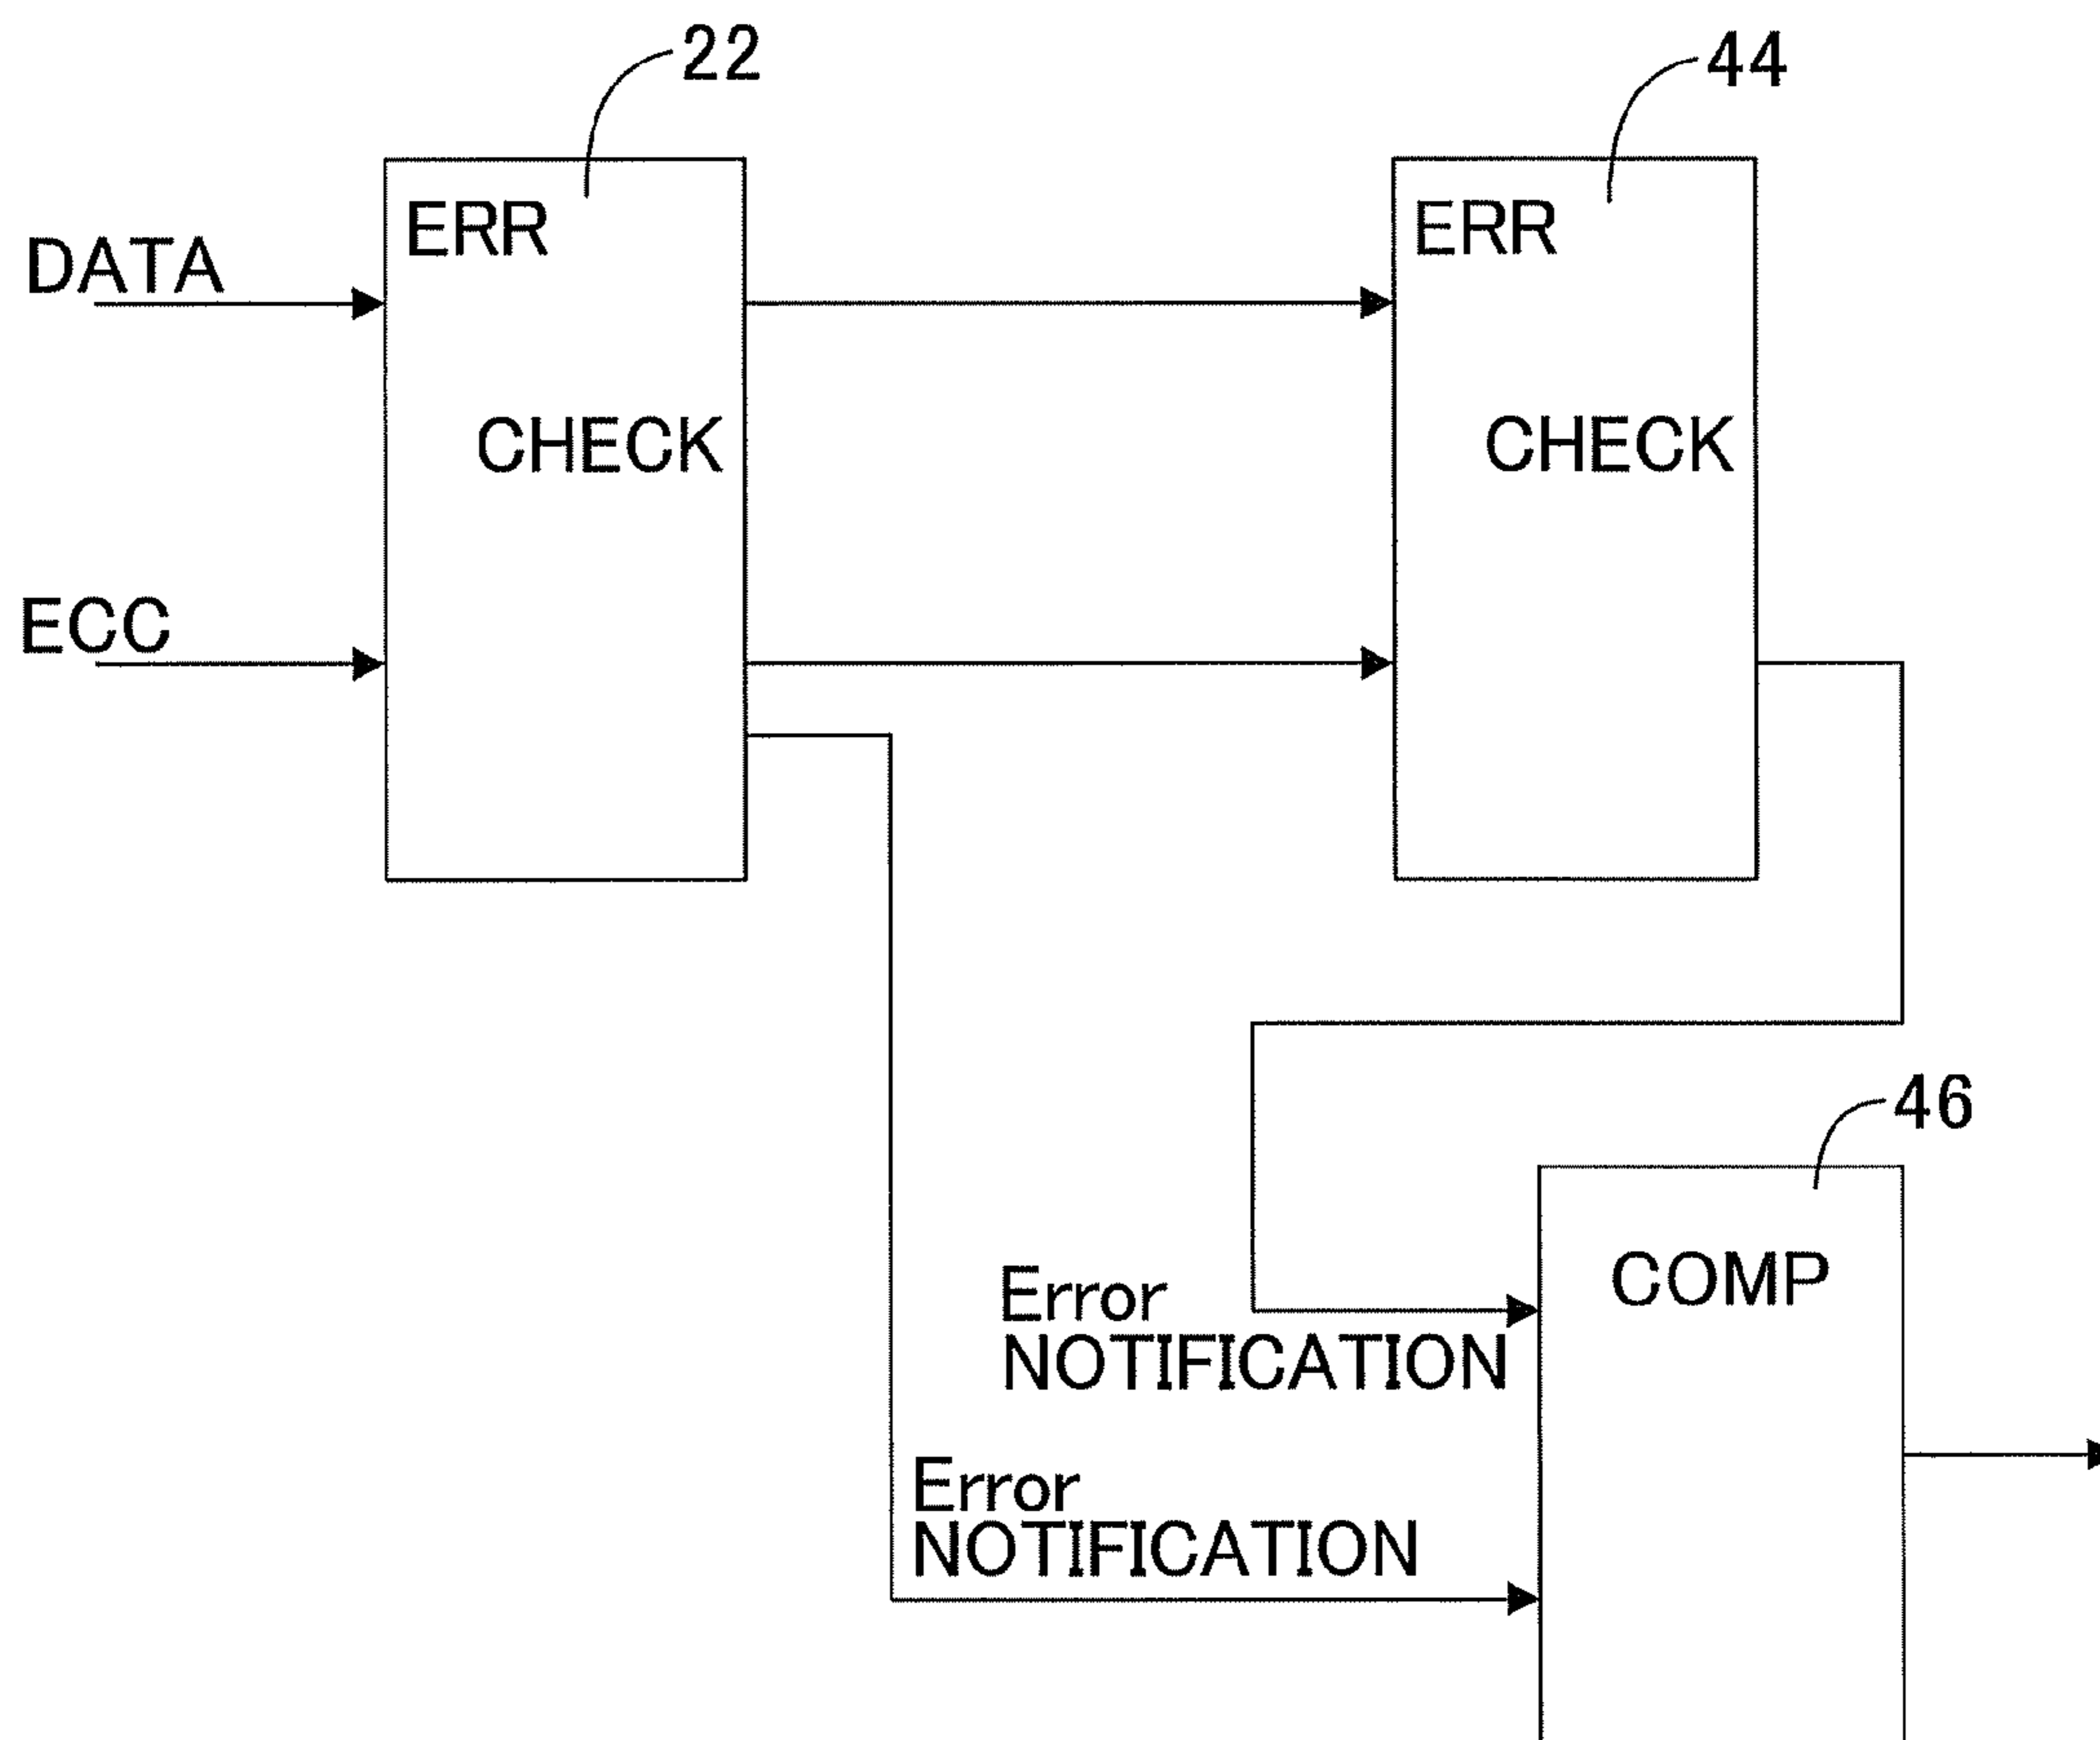 22
44
ERR
ERR
DATA
CHECK
CHECK
ECC
46
COMP
Error
NOTIFICATION
Error
NOTIFICATION